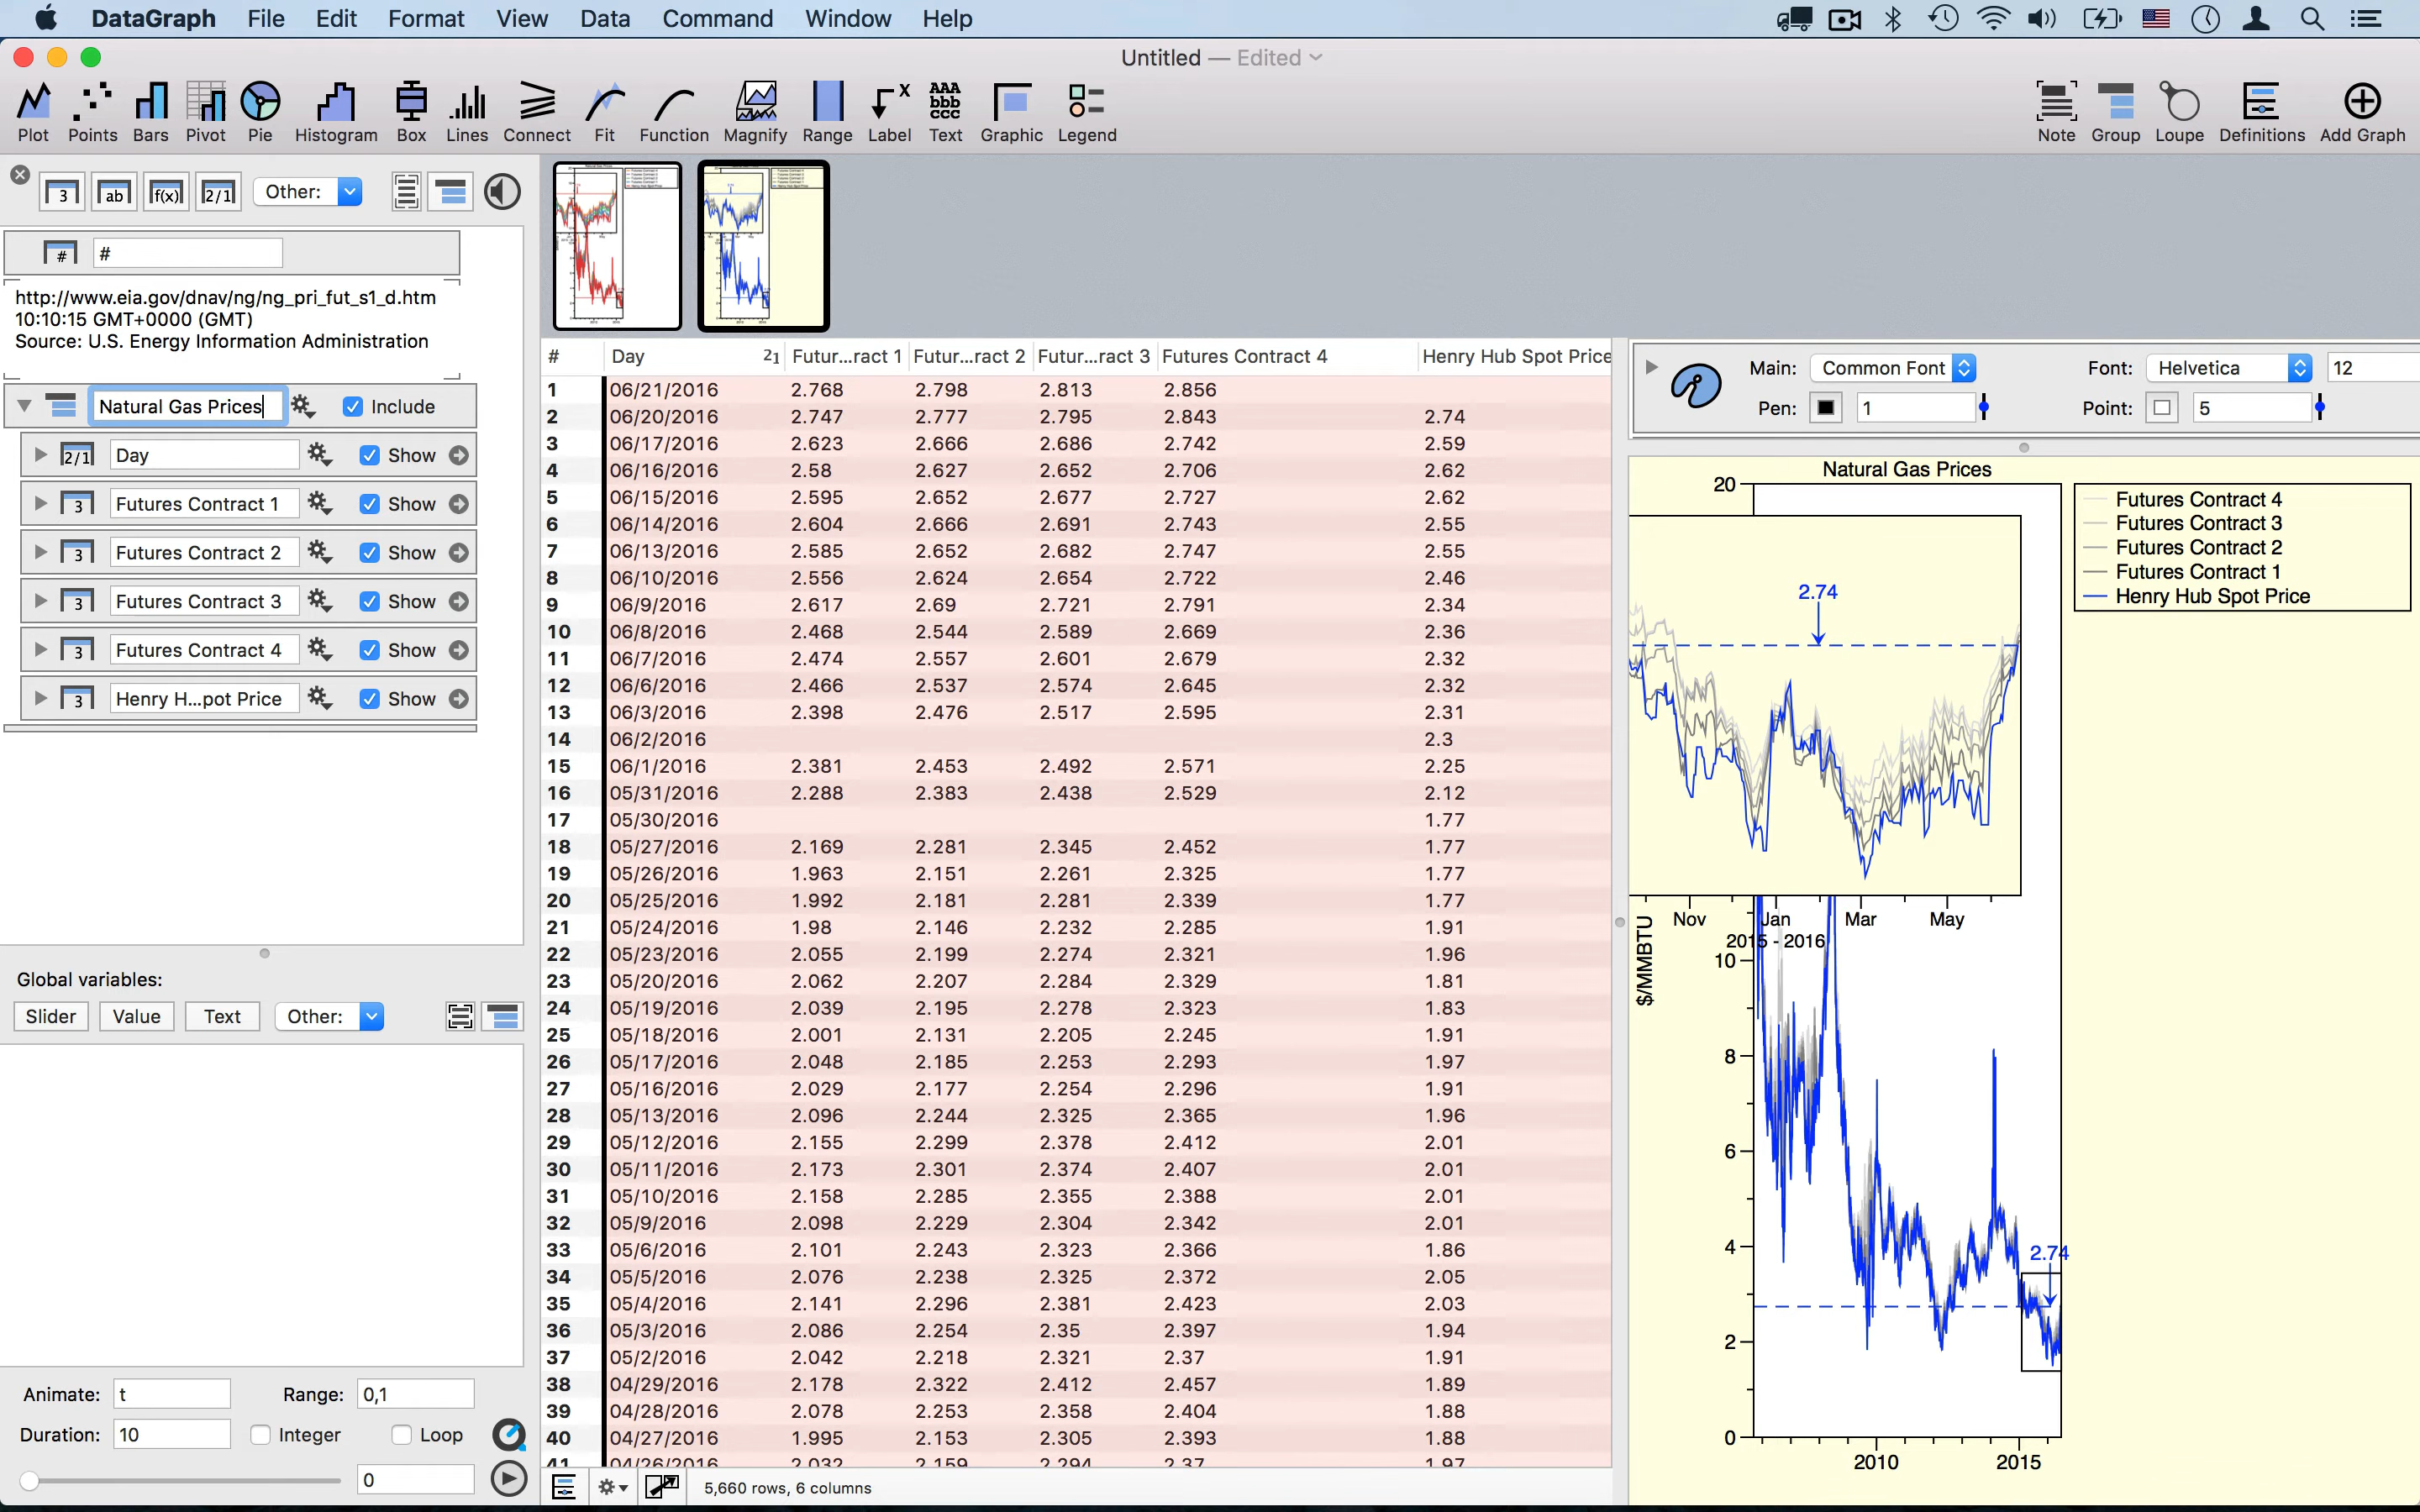 DataGraph File Edit Format View Data Command Window Help
Untitled — Edited
Plot Points Bars Pivot Pie Histogram Box Lines Connect Fit Function Magnify Range Label Text Graphic Legend Note Group Loupe Definitions Add Graph
3 ab f(x) 2/1 Other:
# #
http://www.eia.gov/dnav/ng/ng_pri_fut_s1_d.htm
10:10:15 GMT+0000 (GMT)
Source: U.S. Energy Information Administration
Natural Gas Prices Include
2/1 Day Show
3 Futures Contract 1 Show
3 Futures Contract 2 Show
3 Futures Contract 3 Show
3 Futures Contract 4 Show
3 Henry H...pot Price Show
Global variables:
Slider Value Text Other:
Animate: t Range: 0,1
Duration: 10 Integer Loop
0
# Day 21 Futur...ract 1 Futur...ract 2 Futur...ract 3 Futures Contract 4 Henry Hub Spot Price
1 06/21/2016 2.768 2.798 2.813 2.856
2 06/20/2016 2.747 2.777 2.795 2.843 2.74
3 06/17/2016 2.623 2.666 2.686 2.742 2.59
4 06/16/2016 2.58 2.627 2.652 2.706 2.62
5 06/15/2016 2.595 2.652 2.677 2.727 2.62
6 06/14/2016 2.604 2.666 2.691 2.743 2.55
7 06/13/2016 2.585 2.652 2.682 2.747 2.55
8 06/10/2016 2.556 2.624 2.654 2.722 2.46
9 06/9/2016 2.617 2.69 2.721 2.791 2.34
10 06/8/2016 2.468 2.544 2.589 2.669 2.36
11 06/7/2016 2.474 2.557 2.601 2.679 2.32
12 06/6/2016 2.466 2.537 2.574 2.645 2.32
13 06/3/2016 2.398 2.476 2.517 2.595 2.31
14 06/2/2016 2.3
15 06/1/2016 2.381 2.453 2.492 2.571 2.25
16 05/31/2016 2.288 2.383 2.438 2.529 2.12
17 05/30/2016 1.77
18 05/27/2016 2.169 2.281 2.345 2.452 1.77
19 05/26/2016 1.963 2.151 2.261 2.325 1.77
20 05/25/2016 1.992 2.181 2.281 2.339 1.77
21 05/24/2016 1.98 2.146 2.232 2.285 1.91
22 05/23/2016 2.055 2.199 2.274 2.321 1.96
23 05/20/2016 2.062 2.207 2.284 2.329 1.81
24 05/19/2016 2.039 2.195 2.278 2.323 1.83
25 05/18/2016 2.001 2.131 2.205 2.245 1.91
26 05/17/2016 2.048 2.185 2.253 2.293 1.97
27 05/16/2016 2.029 2.177 2.254 2.296 1.91
28 05/13/2016 2.096 2.244 2.325 2.365 1.96
29 05/12/2016 2.155 2.299 2.378 2.412 2.01
30 05/11/2016 2.173 2.301 2.374 2.407 2.01
31 05/10/2016 2.158 2.285 2.355 2.388 2.01
32 05/9/2016 2.098 2.229 2.304 2.342 2.01
33 05/6/2016 2.101 2.243 2.323 2.366 1.86
34 05/5/2016 2.076 2.238 2.325 2.372 2.05
35 05/4/2016 2.141 2.296 2.381 2.423 2.03
36 05/3/2016 2.086 2.254 2.35 2.397 1.94
37 05/2/2016 2.042 2.218 2.321 2.37 1.91
38 04/29/2016 2.178 2.322 2.412 2.457 1.89
39 04/28/2016 2.078 2.253 2.358 2.404 1.88
40 04/27/2016 1.995 2.153 2.305 2.393 1.88
41 04/26/2016 2.032 2.159 2.294 2.37 1.97
5,660 rows, 6 columns
Main: Common Font Font: Helvetica 12
Pen: 1 Point: 5
Natural Gas Prices
20
Futures Contract 4
Futures Contract 3
Futures Contract 2
Futures Contract 1
Henry Hub Spot Price
2.74
Nov Jan Mar May
2015 - 2016
$/MMBTU
10
8
6
4
2.74
2
0
2010 2015